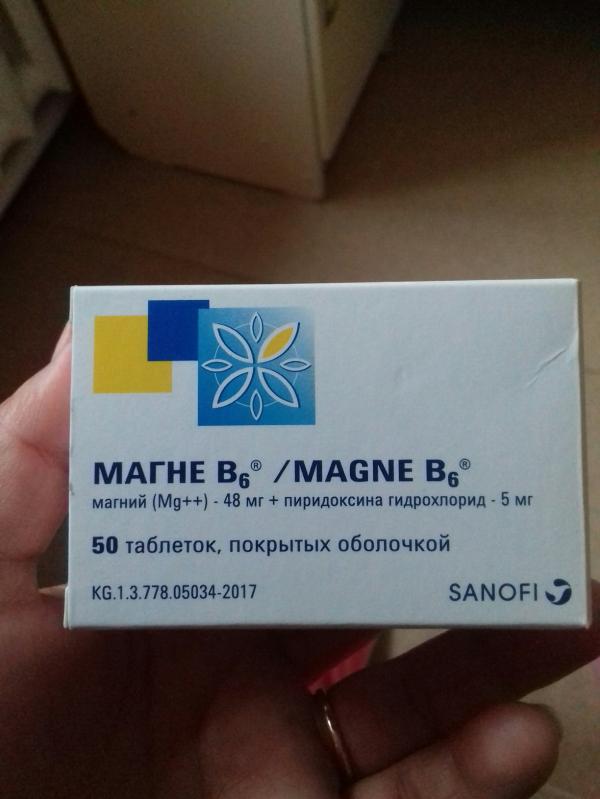 МАГНЕ В₆® / MAGNE B₆®
магний (Mg++) - 48 мг + пиридоксина гидрохлорид - 5 мг
50 таблеток, покрытых оболочкой
KG.1.3.778.05034-2017
SANOFI